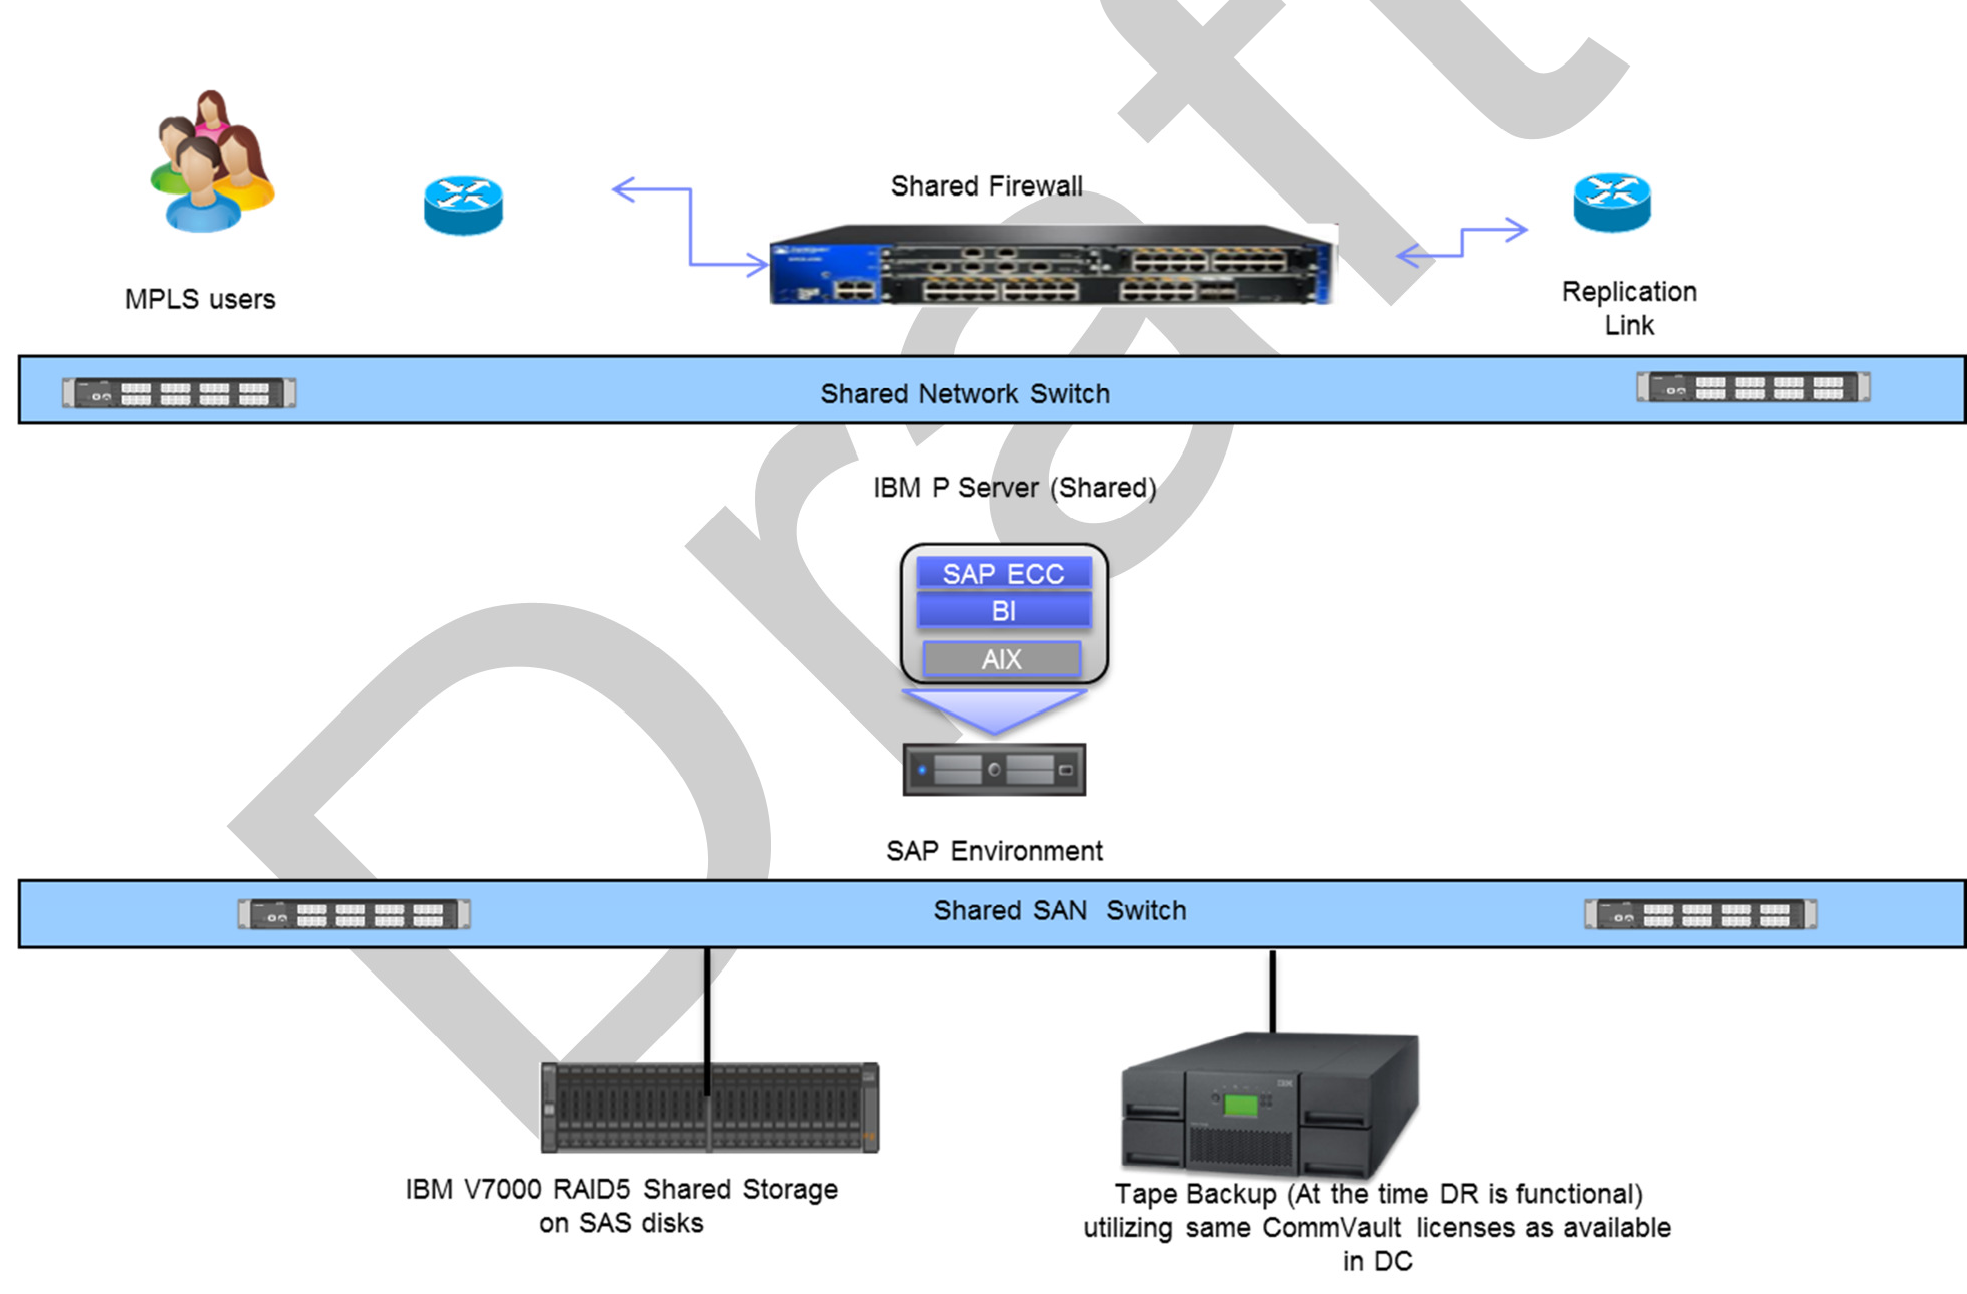 Shared Firewall
MPLS users
Replication
Link
Shared Network Switch
IBM P Server (Shared)
SAP ECC
BI
AIX
SAP Environment
Shared SAN Switch
IBM V7000 RAID5 Shared Storage
on SAS disks
Tape Backup (At the time DR is functional)
utilizing same CommVault licenses as available
in DC
Draft
IBM